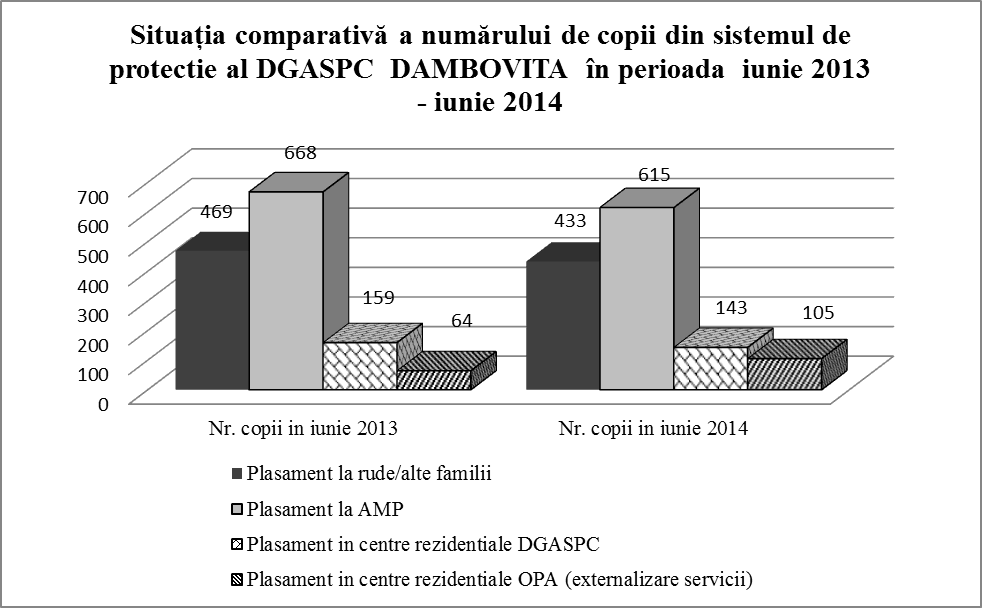 Situația comparativă a numărului de copii din sistemul de
protectie al DGASPC DAMBOVITA în perioada iunie 2013
- iunie 2014
668
615
700
469
433
600
500
400
159
143
105
300
64
200
100
0
Nr. copii in iunie 2013
Nr. copii in iunie 2014
Plasament la rude/alte familii
Plasament la AMP
Plasament in centre rezidentiale DGASPC
Plasament in centre rezidentiale OPA (externalizare servicii)